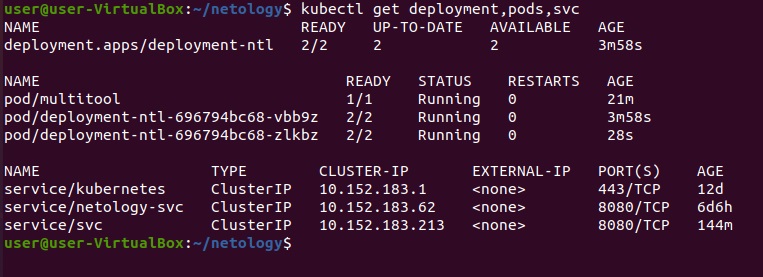 user@user-VirtualBox:~/netology$ kubectl get deployment,pods,svc
NAME READY UP-TO-DATE AVAILABLE AGE
deployment.apps/deployment-ntl 2/2 2 2 3m58s
NAME READY STATUS RESTARTS AGE
pod/multitool 1/1 Running 0 21m
pod/deployment-ntl-696794bc68-vbb9z 2/2 Running 0 3m58s
pod/deployment-ntl-696794bc68-zlkbz 2/2 Running 0 28s
NAME TYPE CLUSTER-IP EXTERNAL-IP PORT(S) AGE
service/kubernetes ClusterIP 10.152.183.1 <none> 443/TCP 12d
service/netology-svc ClusterIP 10.152.183.62 <none> 8080/TCP 6d6h
service/svc ClusterIP 10.152.183.213 <none> 8080/TCP 144m
user@user-VirtualBox:~/netology$